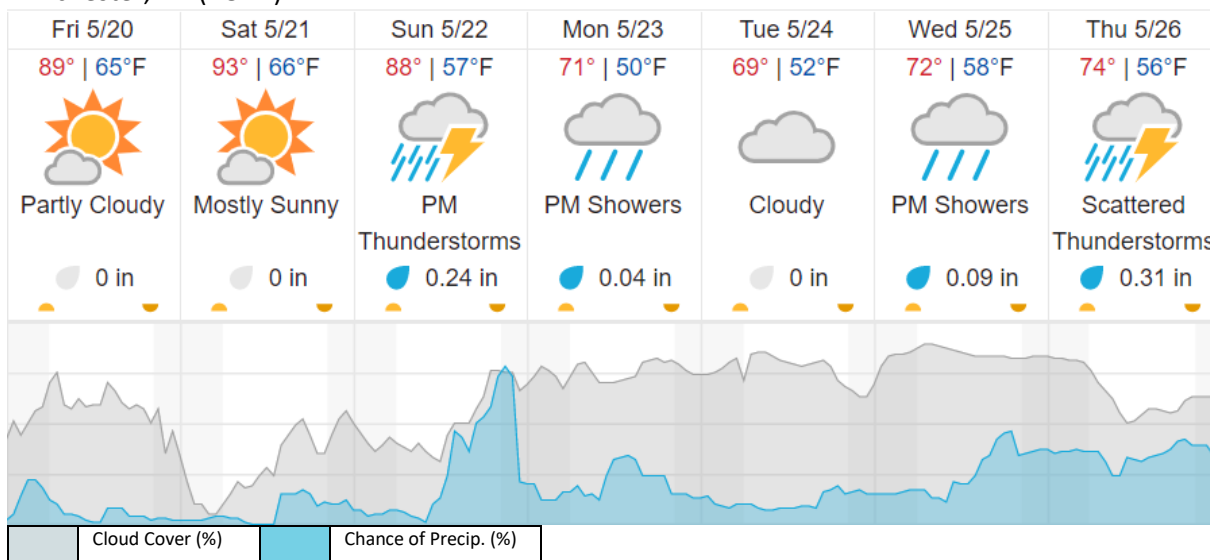 Fri 5/20
Sat 5/21
Sun 5/22
Mon 5/23
Tue 5/24
Wed 5/25
Thu 5/26
89° | 65°F
93° | 66°F
88° | 57°F
71° | 50°F
69° | 52°F
72° | 58°F
74° | 56°F
Partly Cloudy
Mostly Sunny
PM
Thunderstorms
PM Showers
Cloudy
PM Showers
Scattered
Thunderstorms
0 in
0 in
0.24 in
0.04 in
0 in
0.09 in
0.31 in
Cloud Cover (%)
Chance of Precip. (%)